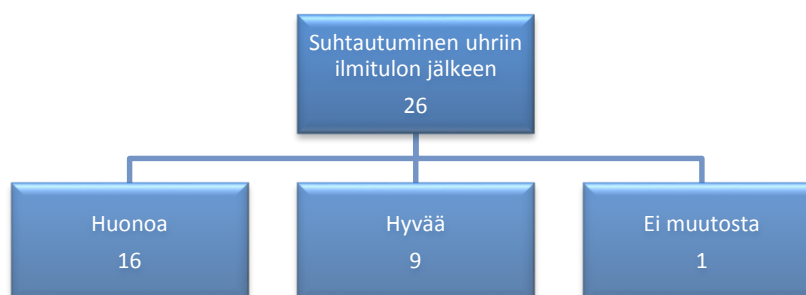 Suhtautuminen uhriin
ilmitulon jälkeen
26
Huonoa
16
Hyvää
9
Ei muutosta
1